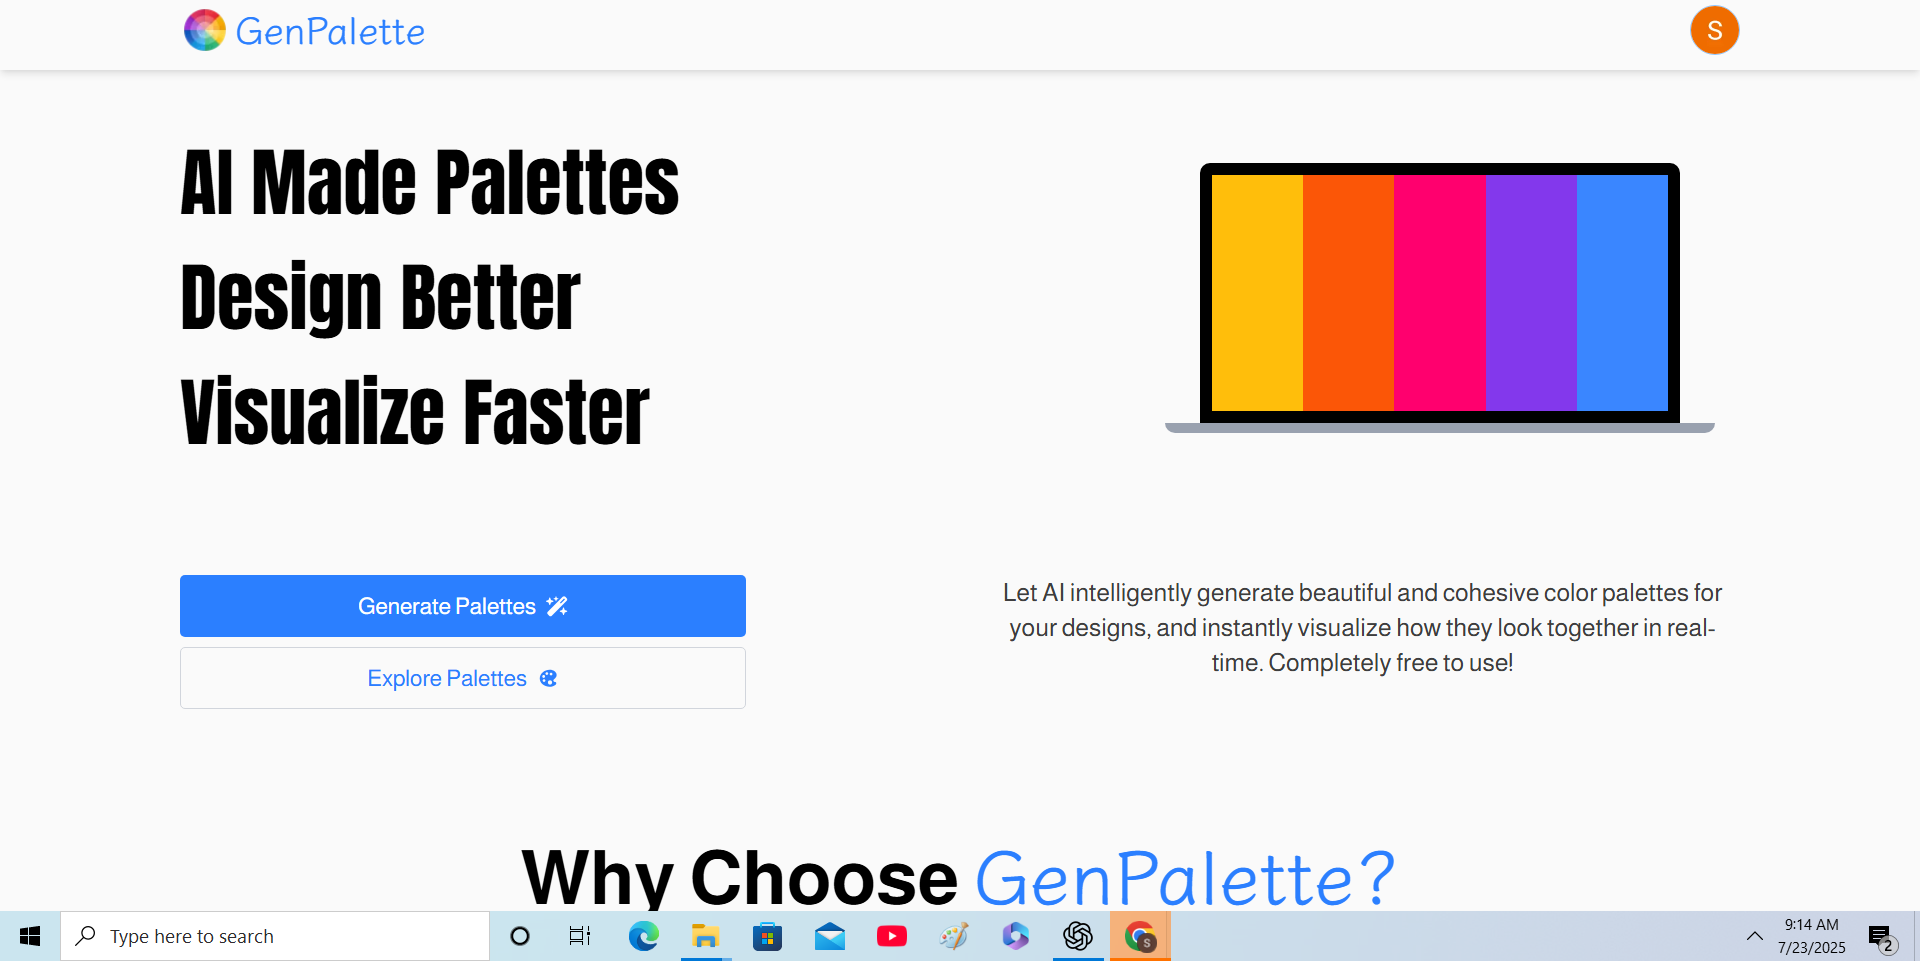 GenPalette
S
AI Made Palettes
Design Better
Visualize Faster
Generate Palettes
Explore Palettes
Let AI intelligently generate beautiful and cohesive color palettes for
your designs, and instantly visualize how they look together in real-
time. Completely free to use!
Why Choose GenPalette?
Type here to search
S
9:14 AM
7/23/2025
2